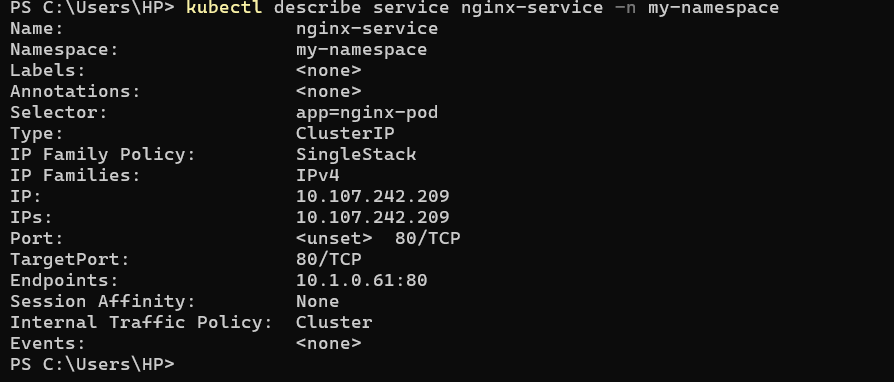 PS C:\Users\HP> kubectl describe service nginx-service -n my-namespace
Name:                     nginx-service
Namespace:                my-namespace
Labels:                   <none>
Annotations:              <none>
Selector:                 app=nginx-pod
Type:                     ClusterIP
IP Family Policy:         SingleStack
IP Families:              IPv4
IP:                       10.107.242.209
IPs:                      10.107.242.209
Port:                     <unset>  80/TCP
TargetPort:               80/TCP
Endpoints:                10.1.0.61:80
Session Affinity:         None
Internal Traffic Policy:  Cluster
Events:                   <none>
PS C:\Users\HP>